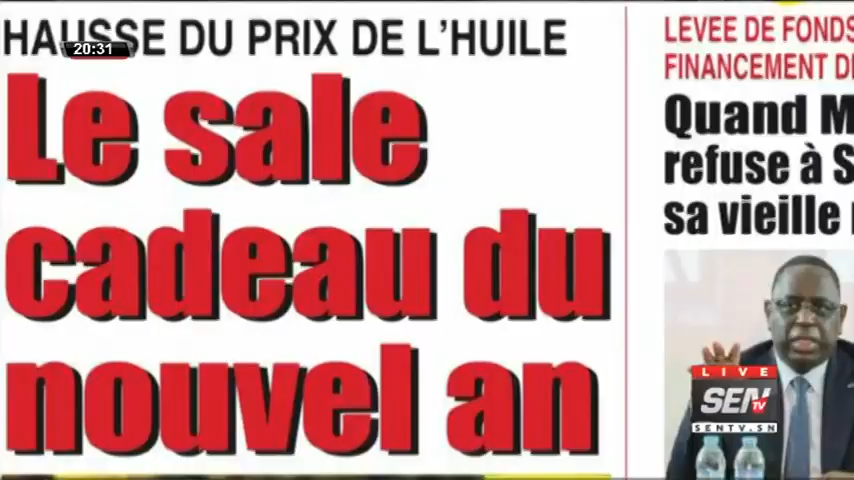 HAUSSE DU PRIX DE L'HUILE
20:31
Le sale
cadeau du
nouvel an
LEVEE DE FONDS
FINANCEMENT DE
Quand M
refuse à S
sa vieille
LIVE
SEN TV
SENTV.SN